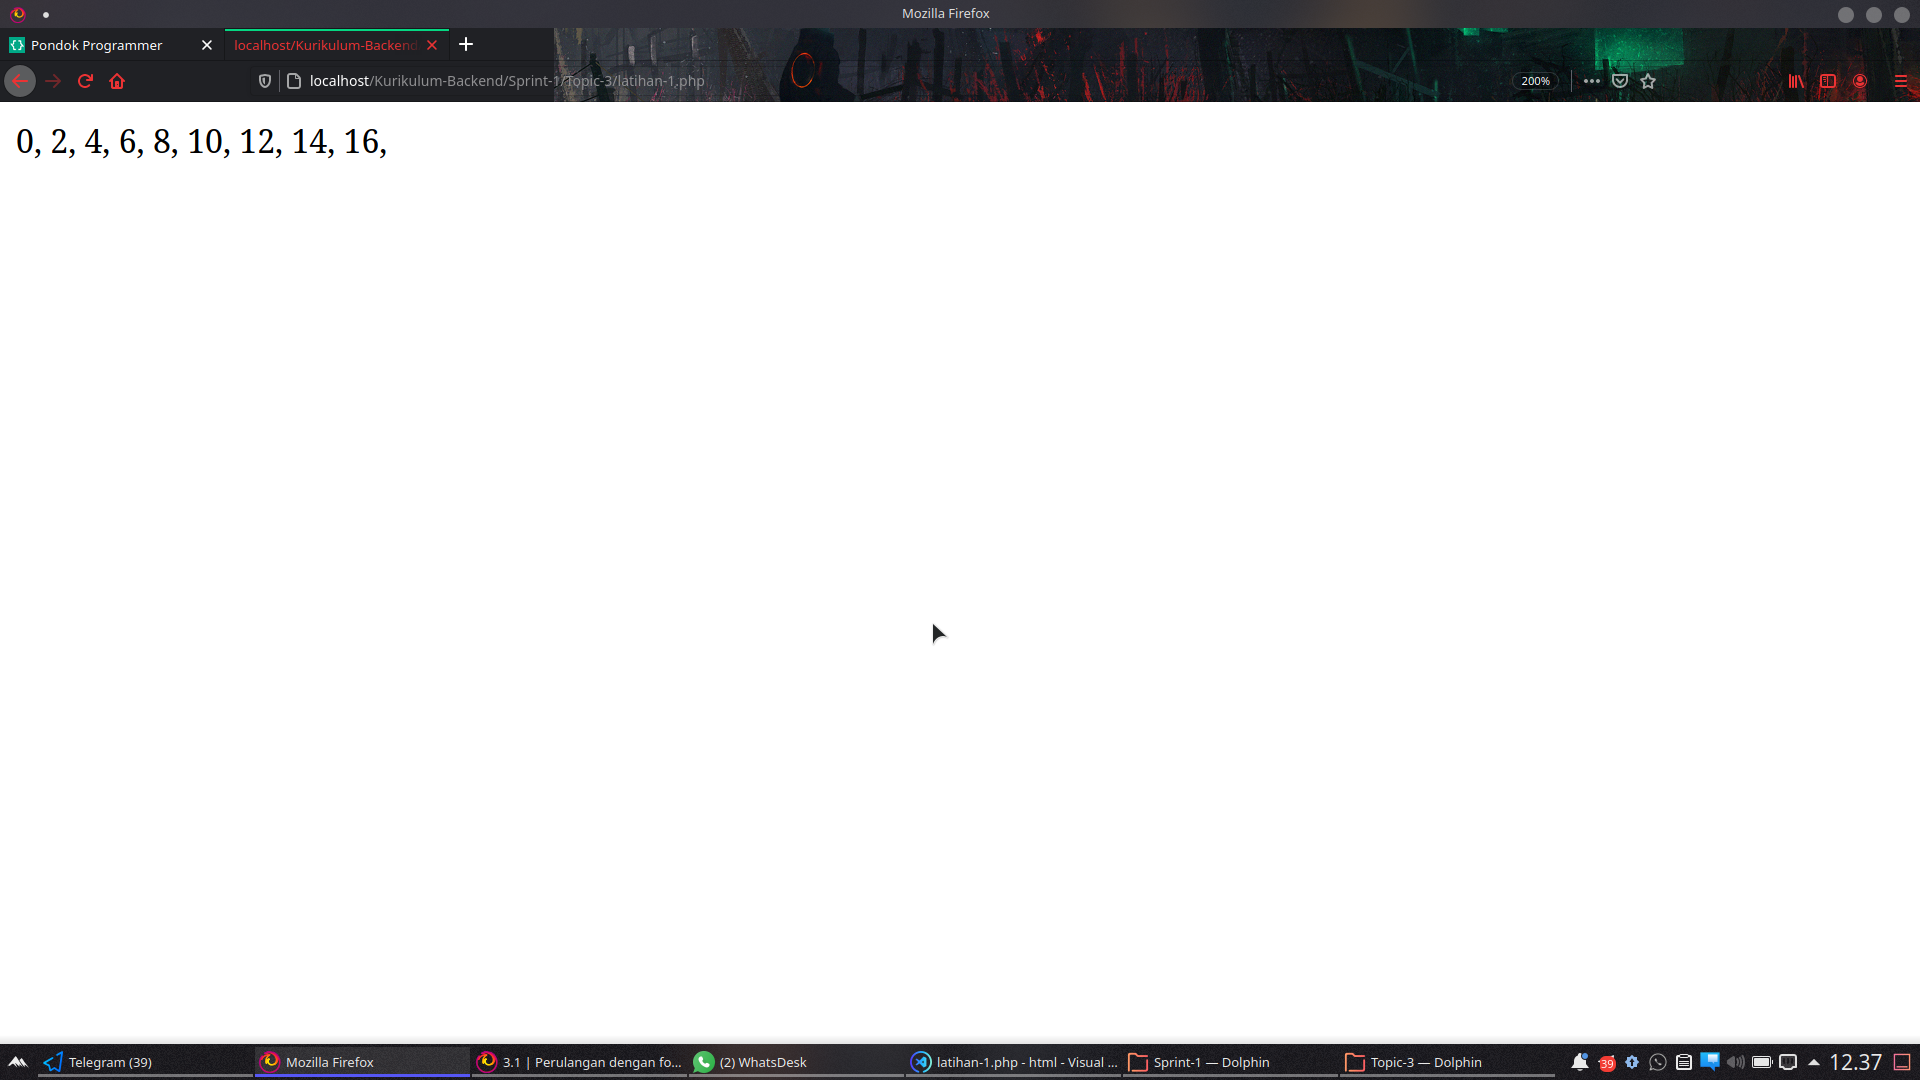 Mozilla Firefox
Pondok Programmer
localhost/Kurikulum-Backend
localhost/Kurikulum-Backend/Sprint-1/Topic-3/latihan-1.php
200%
0, 2, 4, 6, 8, 10, 12, 14, 16,
Telegram (39)
Mozilla Firefox
3.1 | Perulangan dengan fo...
(2) WhatsDesk
latihan-1.php - html - Visual ...
Sprint-1 — Dolphin
Topic-3 — Dolphin
39
12.37